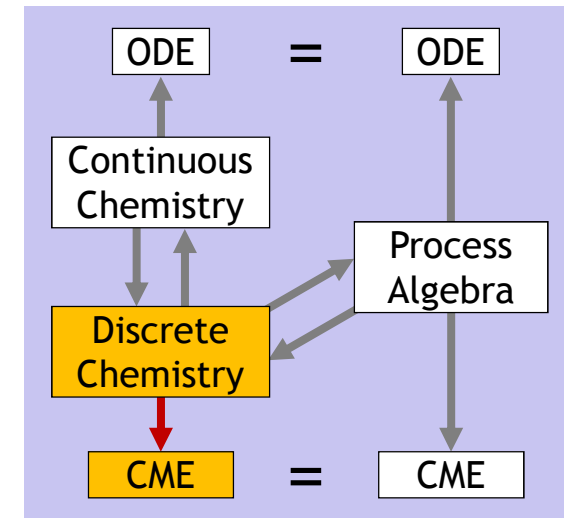 ODE = ODE
Continuous
Chemistry
Process
Algebra
Discrete
Chemistry
CME = CME